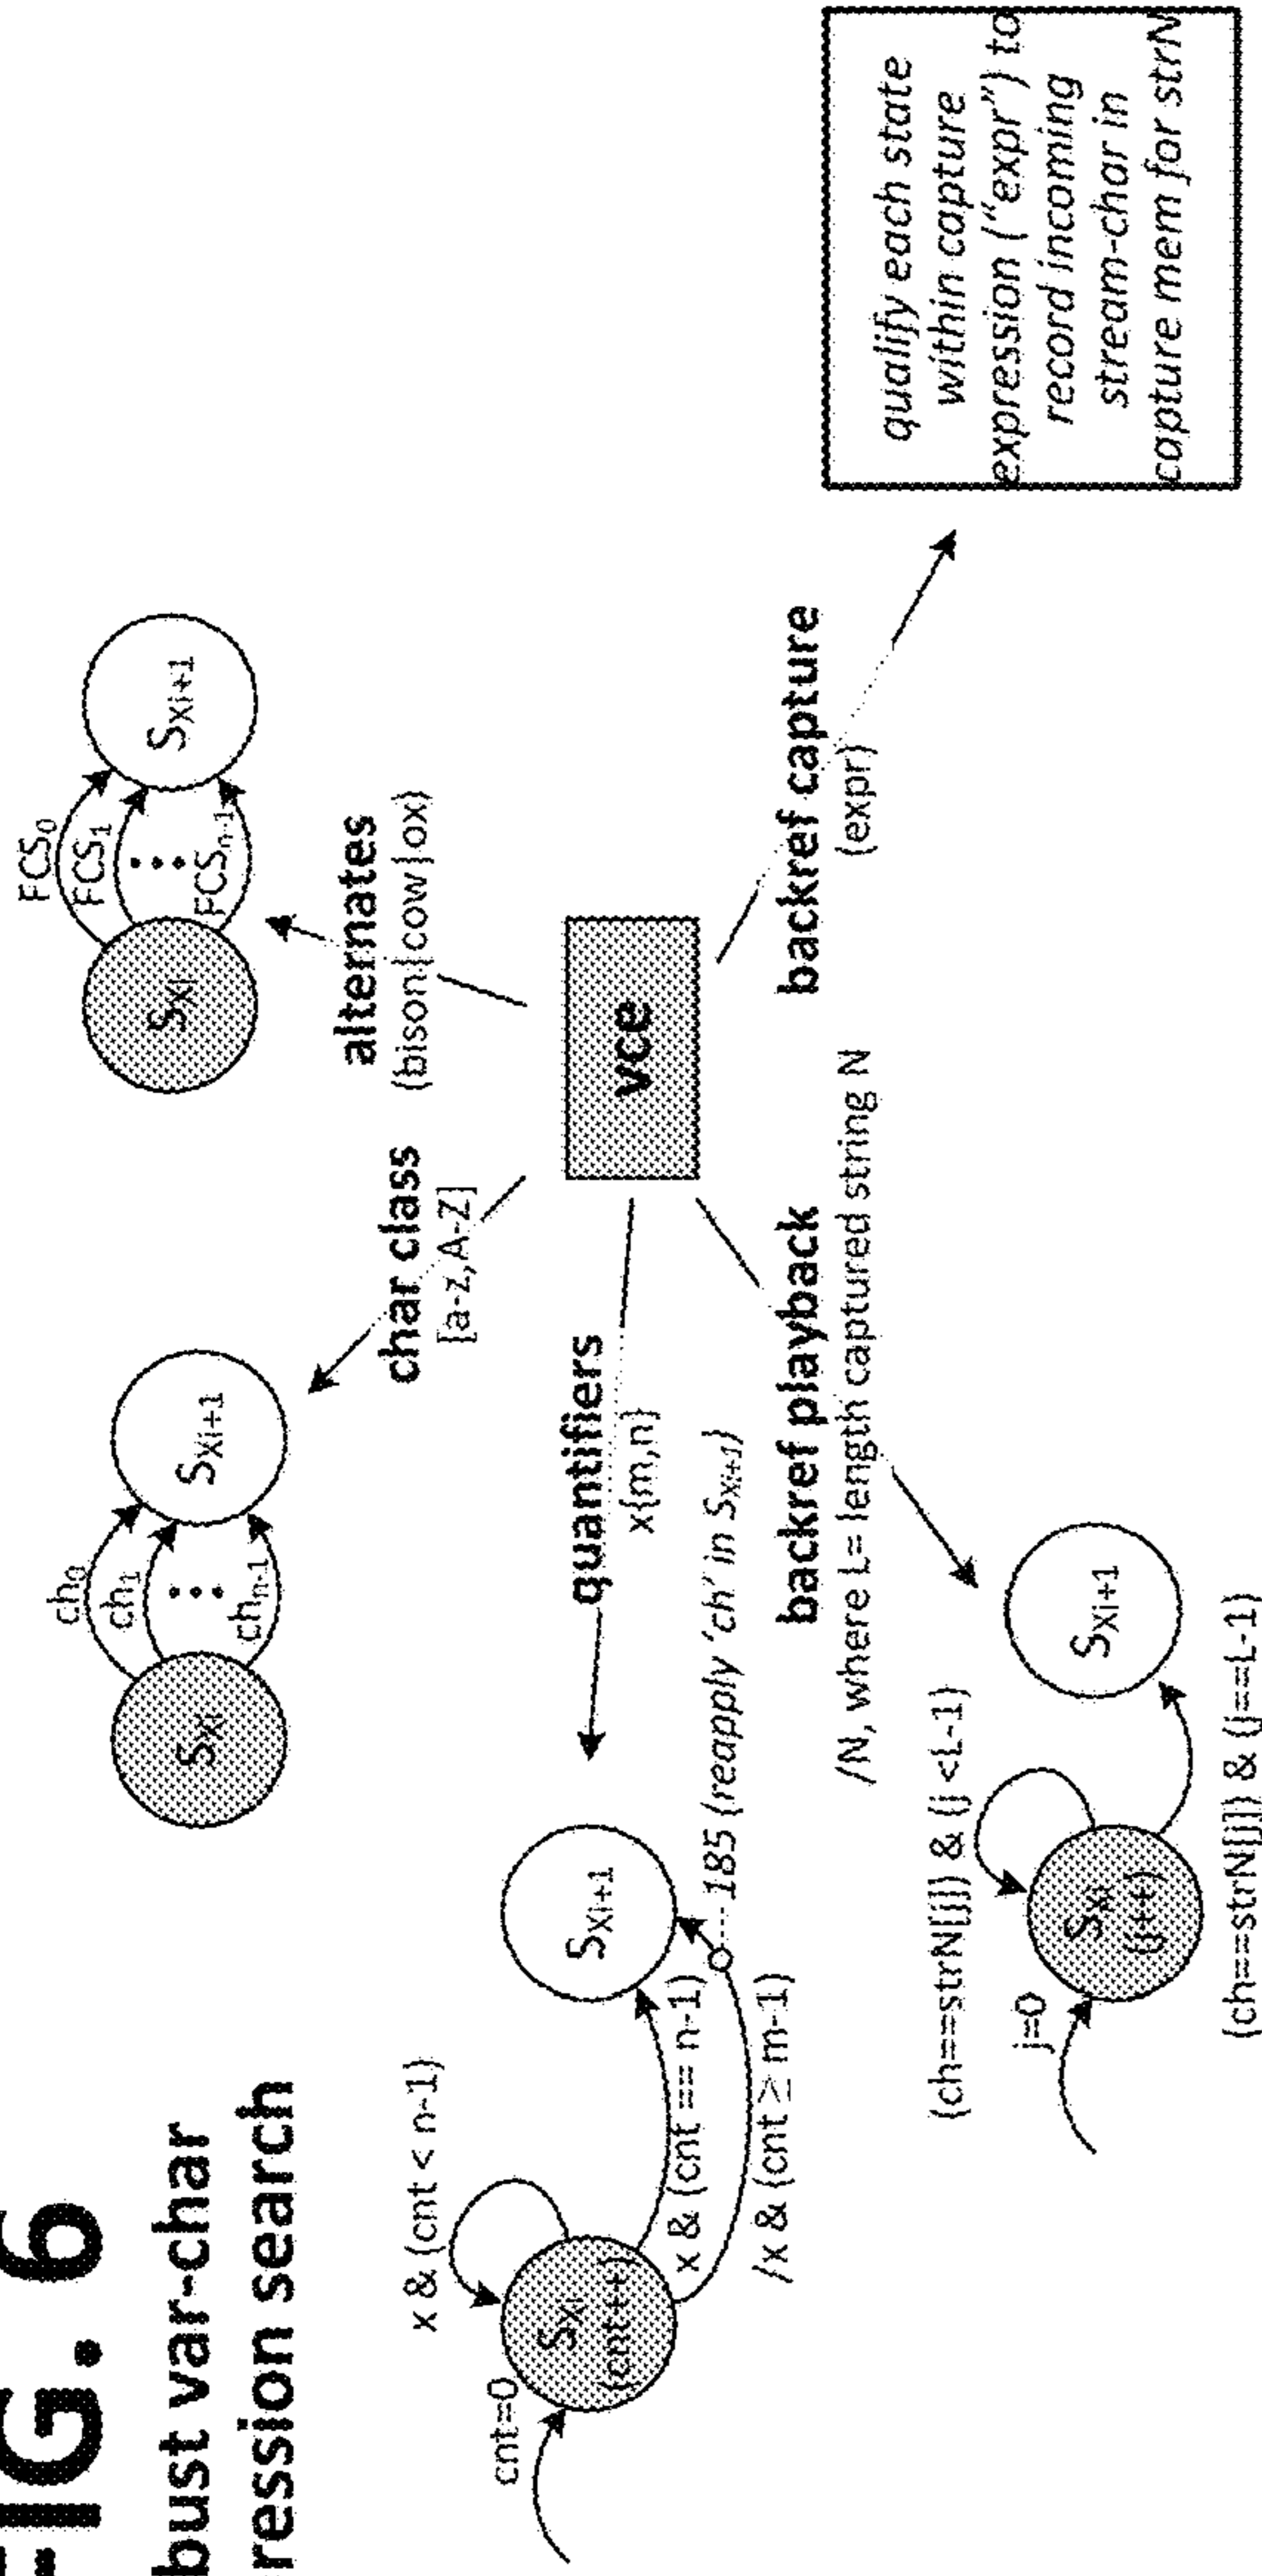 FIG. 6
bust var-char
ression search
ch0
ch1
chn-1
SXi
SXi+1
FCS0
FCS1
FCSn-1
SXi
SXi+1
char class
[a-z,A-Z]
alternates
(bison|cow|ox)
x & (cnt < n-1)
cnt=0
SXi
(cnt++)
x & (cnt == n-1)
/x & (cnt ≥ m-1)
SXi+1
185 (reapply 'ch' in SXi+1)
quantifiers
x{m,n}
vce
backref playback
/N, where L= length captured string N
backref capture
(expr)
(ch==strN[j]) & (j <L-1)
j=0
SXi
(j++)
SXi+1
(ch==strN[j]) & (j==L-1)
qualify each state
within capture
expression ("expr") to
record incoming
stream-char in
capture mem for strN